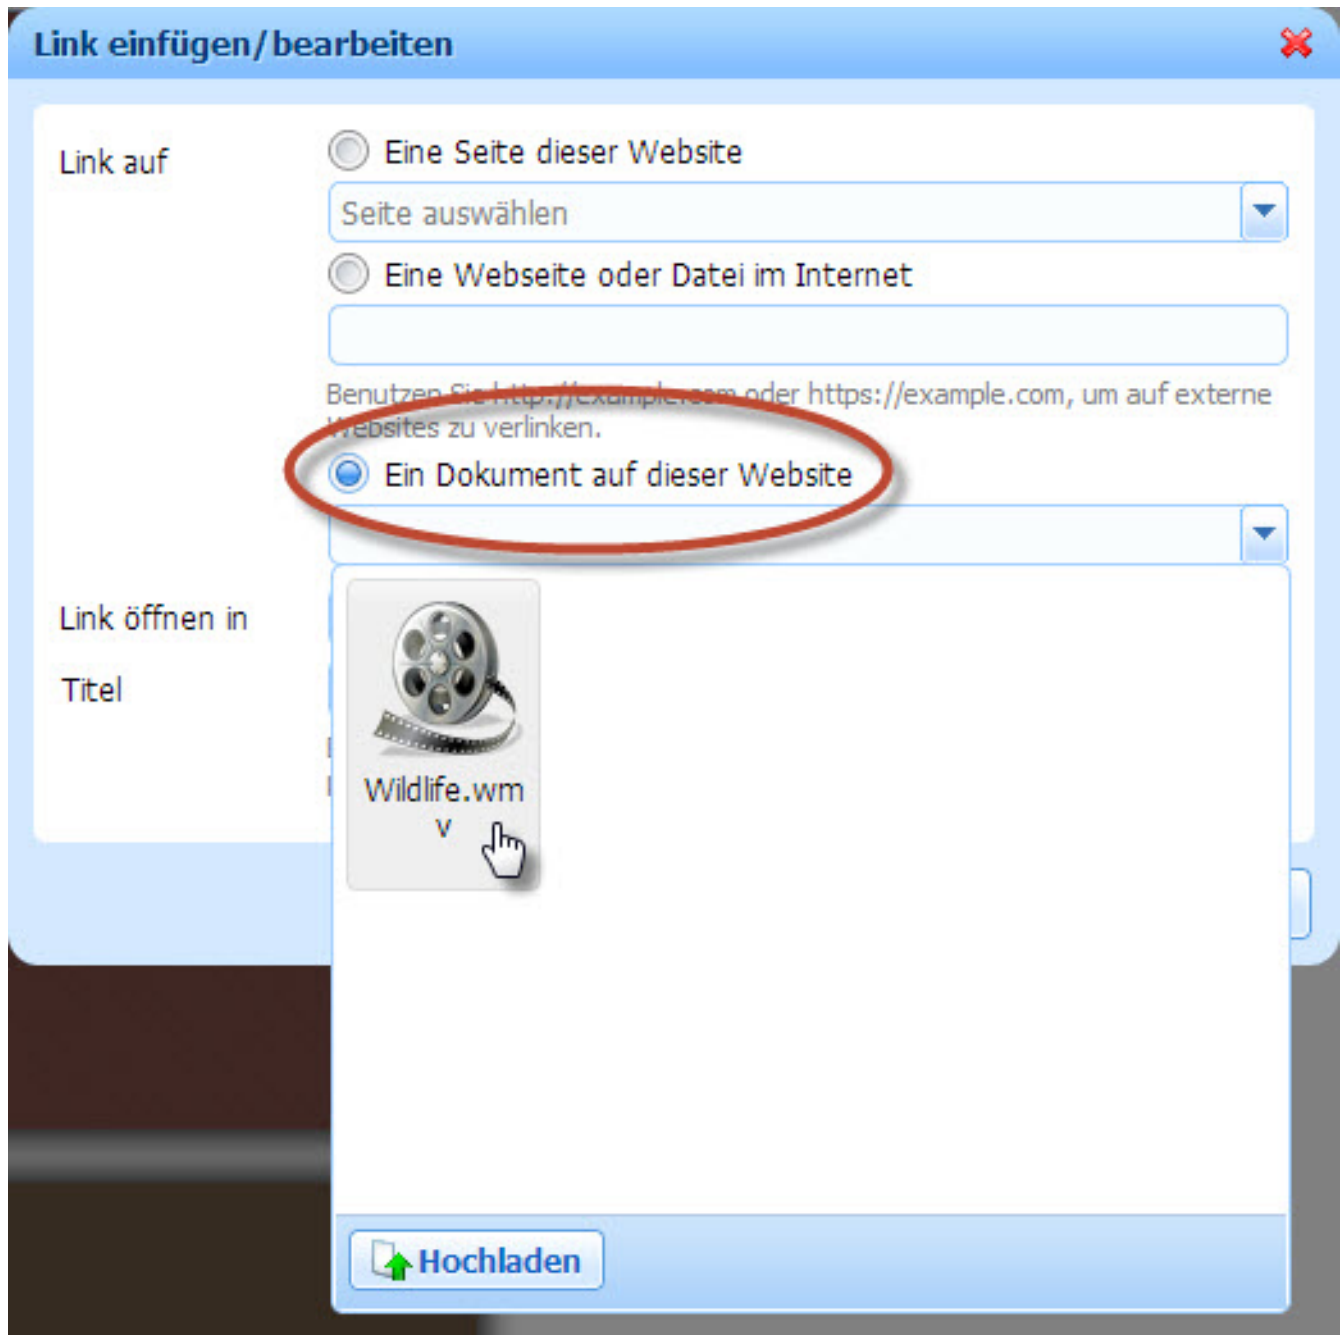 Link einfügen/bearbeiten
Link auf
Eine Seite dieser Website
Seite auswählen
Eine Webseite oder Datei im Internet
Benutzen Sie http://example.com oder https://example.com, um auf externe
Websites zu verlinken.
Ein Dokument auf dieser Website
Link öffnen in
Titel
Wildlife.wm
v
Hochladen